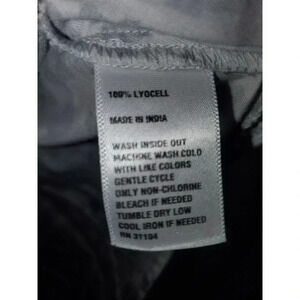 100% LYOCELL
MADE IN INDIA
WASH INSIDE OUT
MACHINE WASH COLD
WITH LIKE COLORS
GENTLE CYCLE
ONLY NON-CHLORINE
BLEACH IF NEEDED
TUMBLE DRY LOW
COOL IRON IF NEEDED
RN 31194